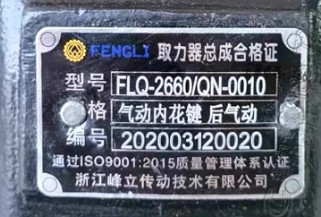 FENGLI 取力器总成合格证
型号 FLQ-2660/QN-0010
格 气动内花键 后气动
编号 202003120020
通过ISO9001:2015质量管理体系认证
浙江峰立传动技术有限公司